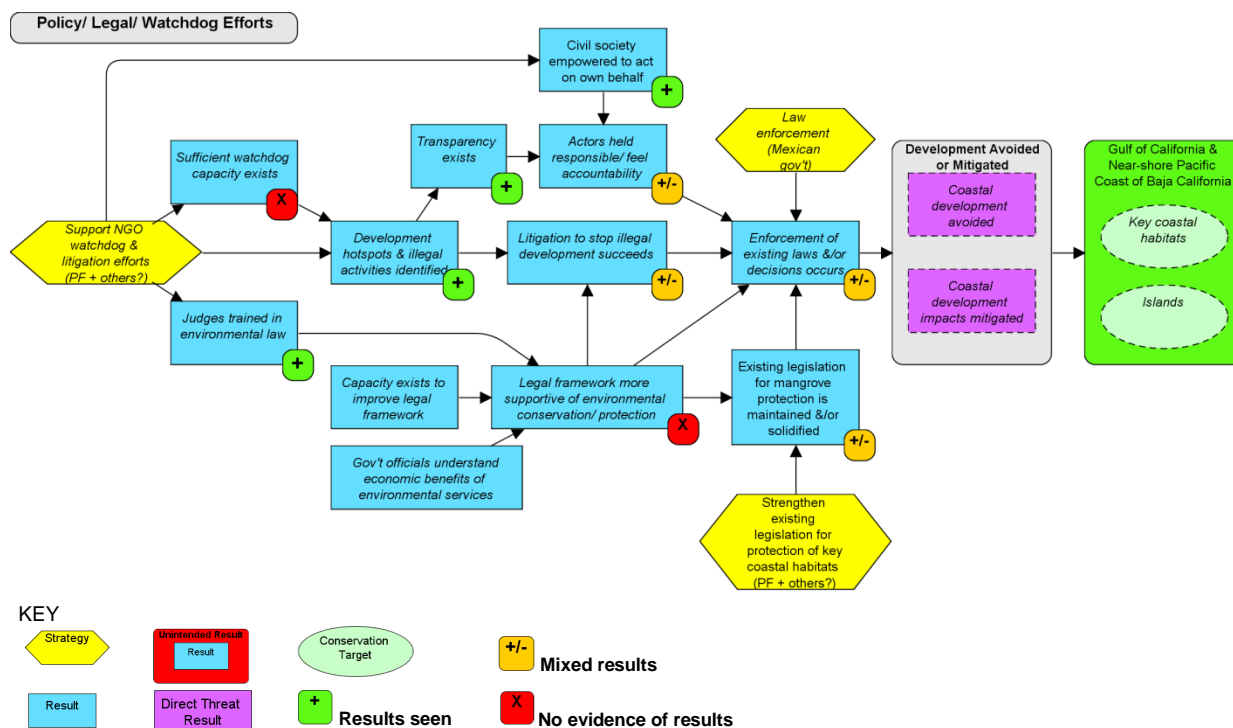 Policy/ Legal/ Watchdog Efforts
Civil society
empowered to act
on own behalf
+
Transparency
exists
+
Actors held
responsible/ feel
accountability
+/-
Law
enforcement
(Mexican
gov't)
Sufficient watchdog
capacity exists
X
Support NGO
watchdog &
litigation efforts
(PF + others?)
Development
hotspots & illegal
activities identified
+
Litigation to stop illegal
development succeeds
+/-
Enforcement of
existing laws &/or
decisions occurs
+/-
Development Avoided
or Mitigated
Coastal
development
avoided
Coastal
development
impacts mitigated
Gulf of California &
Near-shore Pacific
Coast of Baja California
Key coastal
habitats
Islands
Judges trained in
environmental law
+
Capacity exists to
improve legal
framework
Legal framework more
supportive of environmental
conservation/ protection
X
Existing legislation
for mangrove
protection is
maintained &/or
solidified
+/-
Gov't officials understand
economic benefits of
environmental services
Strengthen
existing
legislation for
protection of key
coastal habitats
(PF + others?)
KEY
Strategy
Unintended Result
Result
Conservation
Target
+/-
Mixed results
Result
Direct Threat
Result
+
Results seen
X
No evidence of results